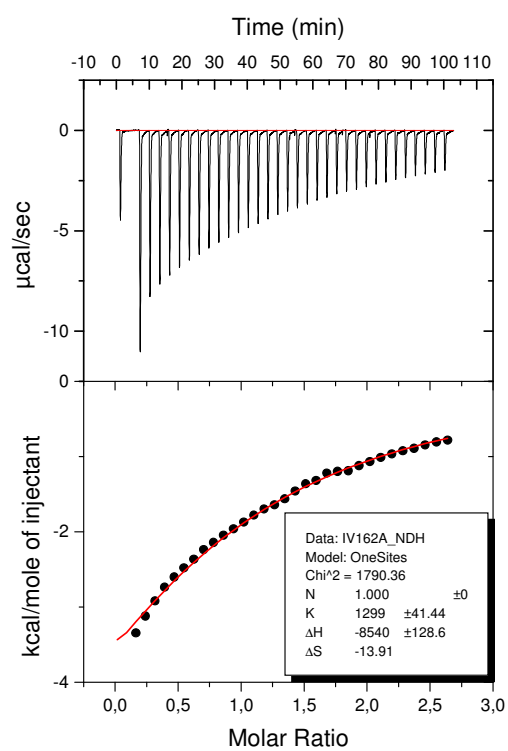 Time (min)
-10 0 10 20 30 40 50 60 70 80 90 100 110
0
-5
-10
µcal/sec
0
-2
-4
kcal/mole of injectant
Data: IV162A_NDH
Model: OneSites
Chi^2 = 1790.36
N 1.000 ±0
K 1299 ±41.44
ΔH -8540 ±128.6
ΔS -13.91
0,0 0,5 1,0 1,5 2,0 2,5 3,0
Molar Ratio